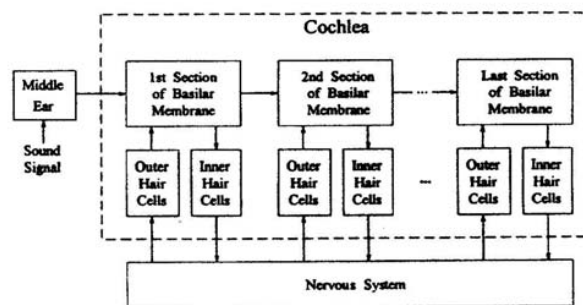 Cochlea
Middle
Ear
Sound
Signal
1st Section
of Basilar
Membrane
2nd Section
of Basilar
Membrane
...
Last Section
of Basilar
Membrane
Outer
Hair
Cells
Inner
Hair
Cells
Outer
Hair
Cells
Inner
Hair
Cells
...
Outer
Hair
Cells
Inner
Hair
Cells
Nervous System